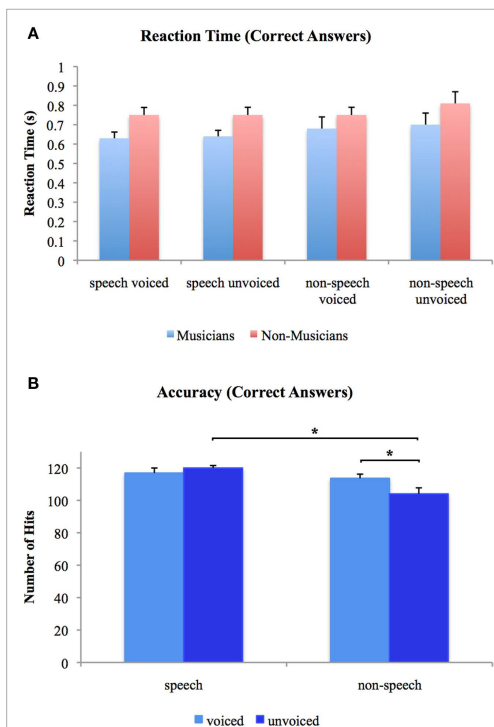 A
Reaction Time (Correct Answers)
Reaction Time (s)
1
0.9
0.8
0.7
0.6
0.5
0.4
0.3
0.2
0.1
0
speech voiced
speech unvoiced
non-speech
voiced
non-speech
unvoiced
Musicians
Non-Musicians
B
Accuracy (Correct Answers)
*
*
Number of Hits
120
100
80
60
40
20
0
speech
non-speech
voiced
unvoiced